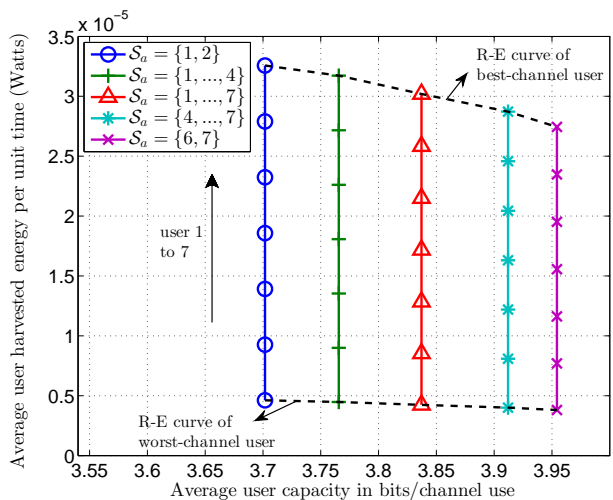 × 10⁻⁵
3.5
3
2.5
2
1.5
1
0.5
0
Average user harvested energy per unit time (Watts)
𝒮ₐ = {1, 2}
𝒮ₐ = {1, ..., 4}
𝒮ₐ = {1, ..., 7}
𝒮ₐ = {4, ..., 7}
𝒮ₐ = {6, 7}
R-E curve of
best-channel user
user 1
to 7
R-E curve of
worst-channel user
3.54 3.6 3.65 3.7 3.75 3.8 3.85 3.9 3.95
Average user capacity in bits/channel use